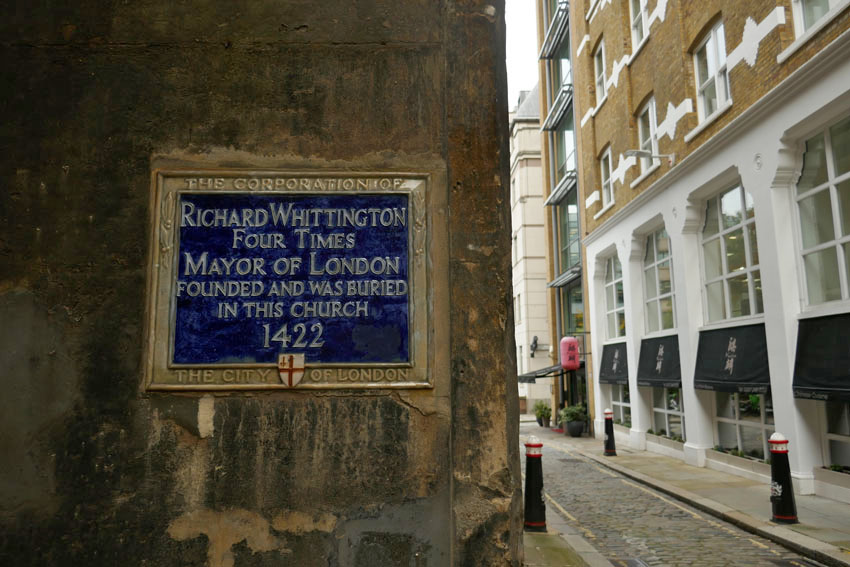 THE CORPORATION OF
RICHARD WHITTINGTON
FOUR TIMES
MAYOR OF LONDON
FOUNDED AND WAS BURIED
IN THIS CHURCH
1422
THE CITY OF LONDON